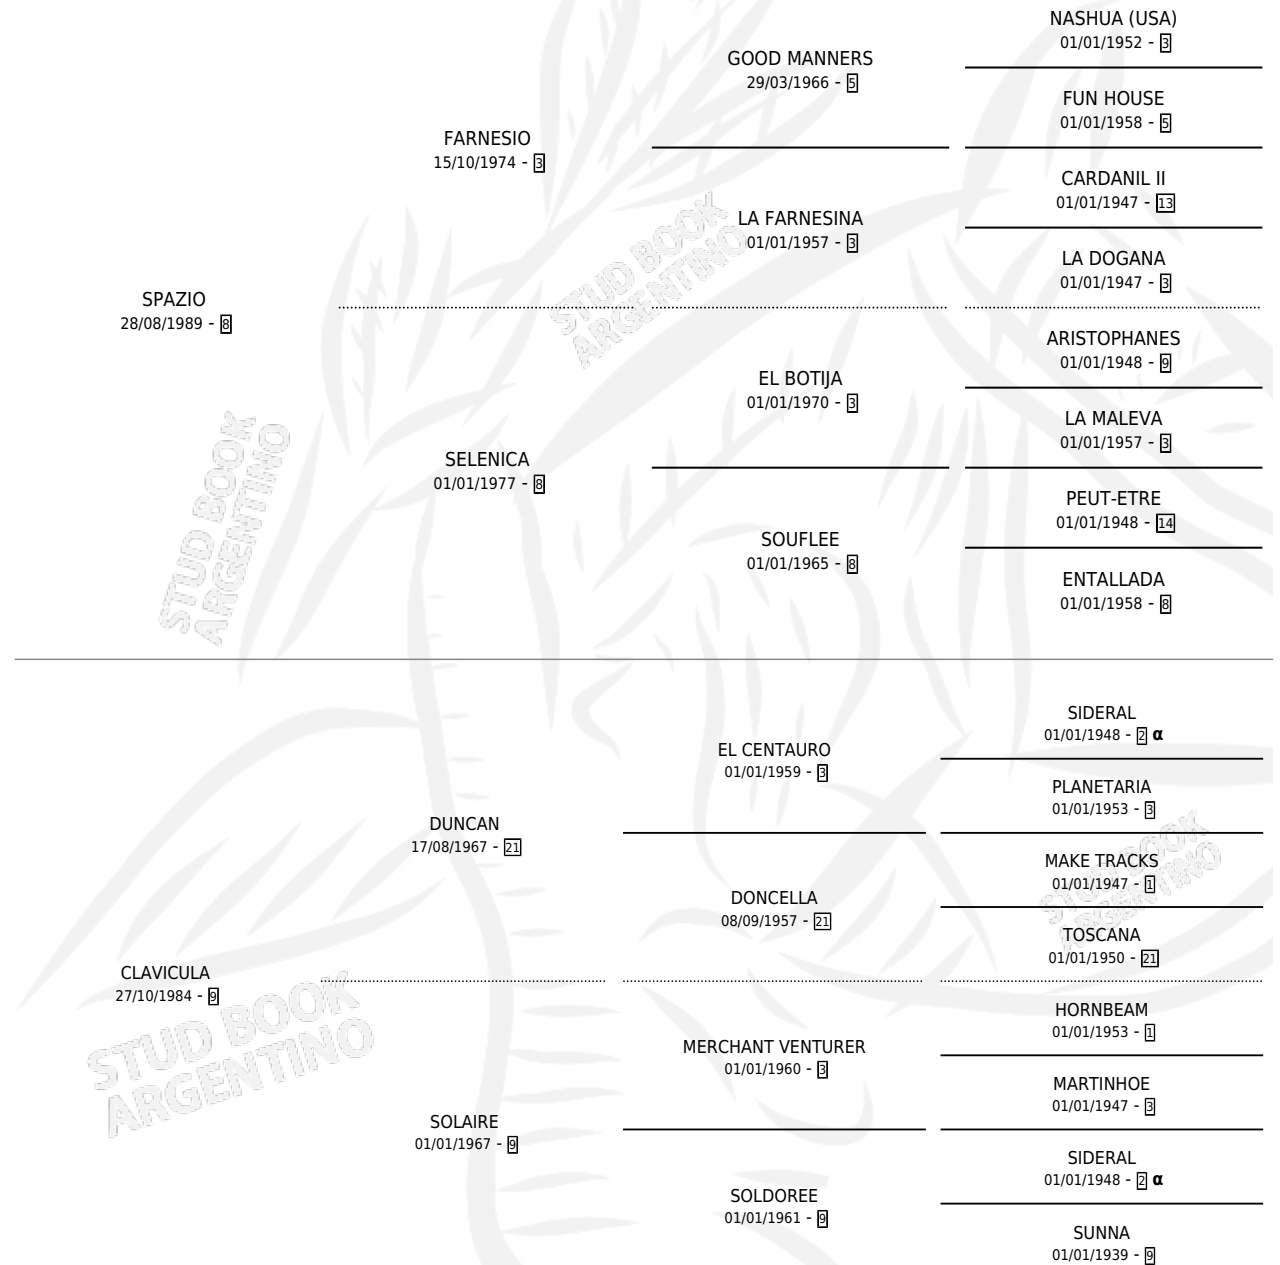 NASHUA (USA)
01/01/1952 - 3
GOOD MANNERS
29/03/1966 - 5
FUN HOUSE
01/01/1958 - 5
FARNESIO
15/10/1974 - 3
CARDANIL II
01/01/1947 - 13
LA FARNESINA
01/01/1957 - 3
LA DOGANA
01/01/1947 - 3
STUD BOOK
ARGENTINO
SPAZIO
28/08/1989 - 8
ARISTOPHANES
01/01/1948 - 9
EL BOTIJA
01/01/1970 - 3
LA MALEVA
01/01/1957 - 3
SELENICA
01/01/1977 - 8
PEUT-ETRE
01/01/1948 - 14
SOUFLEE
01/01/1965 - 8
ENTALLADA
01/01/1958 - 8
STUD BOOK
ARGENTINO
SIDERAL
01/01/1948 - 2 α
EL CENTAURO
01/01/1959 - 3
PLANETARIA
01/01/1953 - 3
DUNCAN
17/08/1967 - 21
MAKE TRACKS
01/01/1947 - 1
DONCELLA
08/09/1957 - 21
TOSCANA
01/01/1950 - 21
STUD BOOK
ARGENTINO
CLAVICULA
27/10/1984 - 9
HORNBEAM
01/01/1953 - 1
MERCHANT VENTURER
01/01/1960 - 3
MARTINHOE
01/01/1947 - 3
STUD BOOK
ARGENTINO
SOLAIRE
01/01/1967 - 9
SIDERAL
01/01/1948 - 2 α
SOLDOREE
01/01/1961 - 9
SUNNA
01/01/1939 - 9